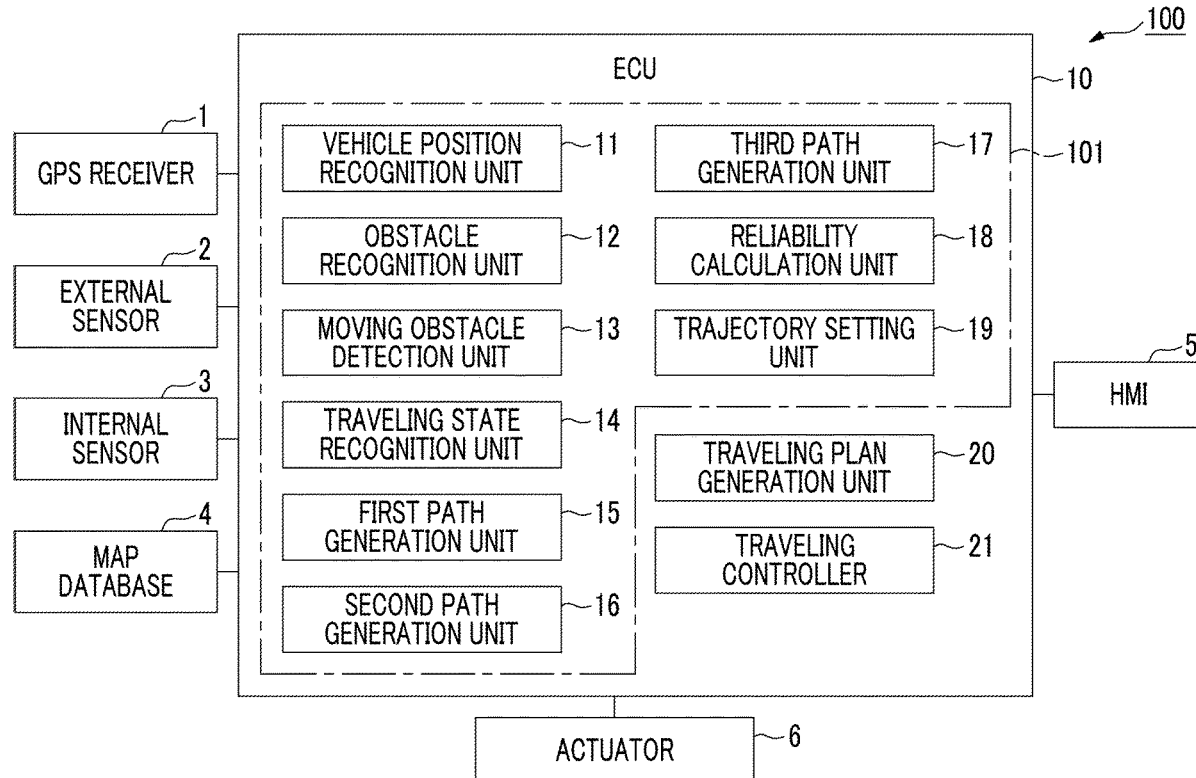 100
ECU
10
101
1
GPS RECEIVER
2
EXTERNAL
SENSOR
3
INTERNAL
SENSOR
4
MAP
DATABASE
VEHICLE POSITION
RECOGNITION UNIT
11
OBSTACLE
RECOGNITION UNIT
12
MOVING OBSTACLE
DETECTION UNIT
13
TRAVELING STATE
RECOGNITION UNIT
14
FIRST PATH
GENERATION UNIT
15
SECOND PATH
GENERATION UNIT
16
THIRD PATH
GENERATION UNIT
17
RELIABILITY
CALCULATION UNIT
18
TRAJECTORY SETTING
UNIT
19
TRAVELING PLAN
GENERATION UNIT
20
TRAVELING
CONTROLLER
21
5
HMI
ACTUATOR
6